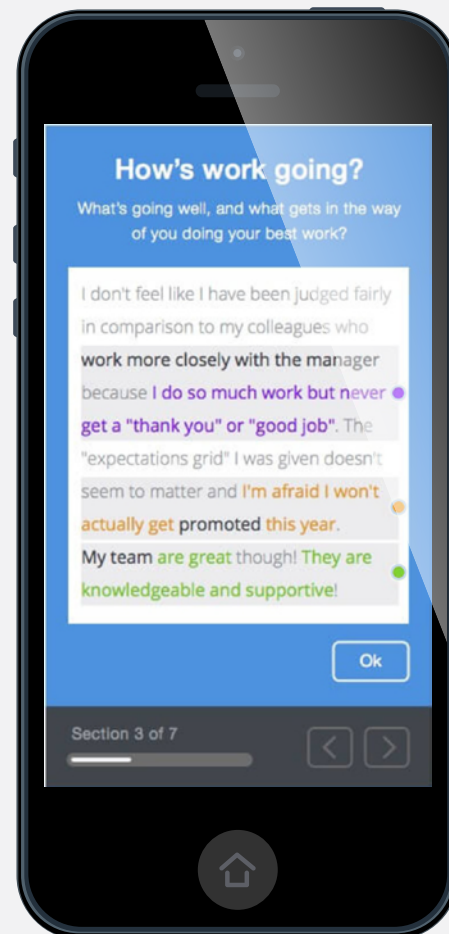 How's work going?
What's going well, and what gets in the way
of you doing your best work?
I don't feel like I have been judged fairly
in comparison to my colleagues who
work more closely with the manager
because I do so much work but never
get a "thank you" or "good job". The
"expectations grid" I was given doesn't
seem to matter and I'm afraid I won't
actually get promoted this year.
My team are great though! They are
knowledgeable and supportive!
Ok
Section 3 of 7